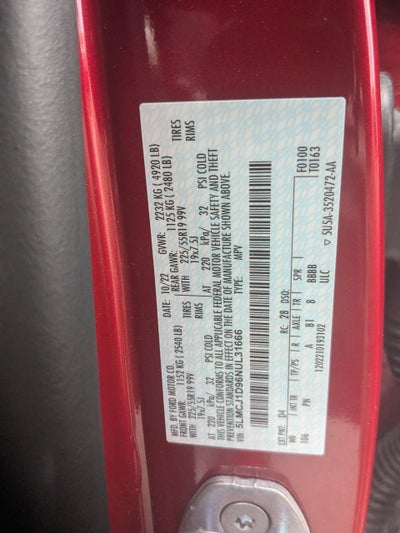 MFD. BY FORD MOTOR CO.
DATE: 10/22 GVWR: 2232 KG ( 4920 LB)
FRONT GAWR: 1152 KG (2540 LB) REAR GAWR: 1125 KG ( 2480 LB)
WITH 225/55R19 99V TIRES WITH 225/55R19 99V TIRES
19x7.5J RIMS 19x7.5J RIMS
AT 220 kPa/ 32 PSI COLD AT 220 kPa/ 32 PSI COLD
THIS VEHICLE CONFORMS TO ALL APPLICABLE FEDERAL MOTOR VEHICLE SAFETY AND THEFT
PREVENTION STANDARDS IN EFFECT ON THE DATE OF MANUFACTURE SHOWN ABOVE.
VIN: 5LMCJ1D96NUL31666 TYPE: MPV
F0100
T0163
EXT PNT: D4 RC: 28 DSO:
WB INT TR TP/PS R AXLE TR SPR
106 PN A B1 8 BBBB
ULC
1202210193102
5U5A-3520472-AA